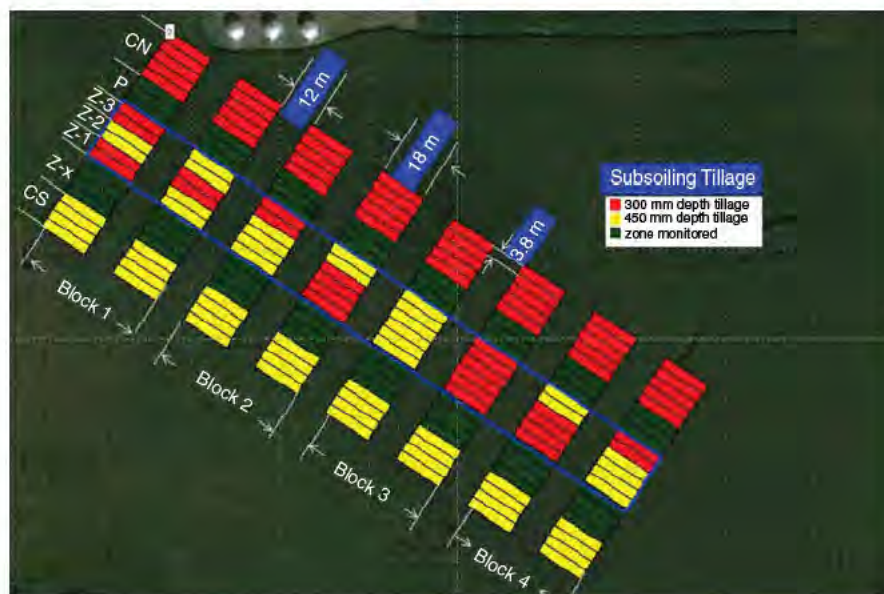 CN
P
Z-3
Z-2
Z-1
Z-x
CS
12 m
18 m
3.8 m
Subsoiling Tillage
300 mm depth tillage
450 mm depth tillage
zone monitored
Block 1
Block 2
Block 3
Block 4